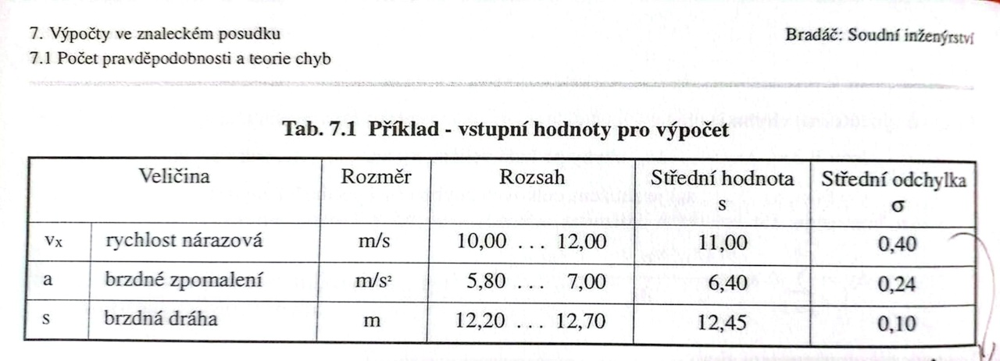 7. Výpočty ve znaleckém posudku
Bradáč: Soudní inženýrství
7.1 Počet pravděpodobnosti a teorie chyb
Tab. 7.1 Příklad - vstupní hodnoty pro výpočet
Veličina Rozměr Rozsah Střední hodnota s Střední odchylka σ
vx rychlost nárazová m/s 10,00 ... 12,00 11,00 0,40
a brzdné zpomalení m/s² 5,80 ... 7,00 6,40 0,24
s brzdná dráha m 12,20 ... 12,70 12,45 0,10